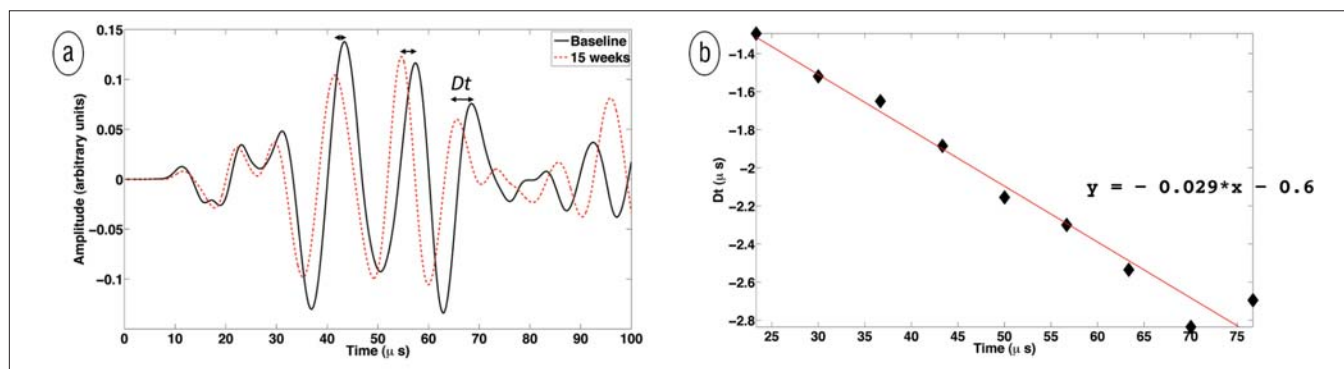 a
0.15
0.1
0.05
0
−0.05
−0.1
Amplitude (arbitrary units)
Baseline
15 weeks
Dt
0 10 20 30 40 50 60 70 80 90 100
Time (μ s)
b
−1.4
−1.6
−1.8
−2
−2.2
−2.4
−2.6
−2.8
Dt (μ s)
y = − 0.029*x − 0.6
25 30 35 40 45 50 55 60 65 70 75
Time (μ s)